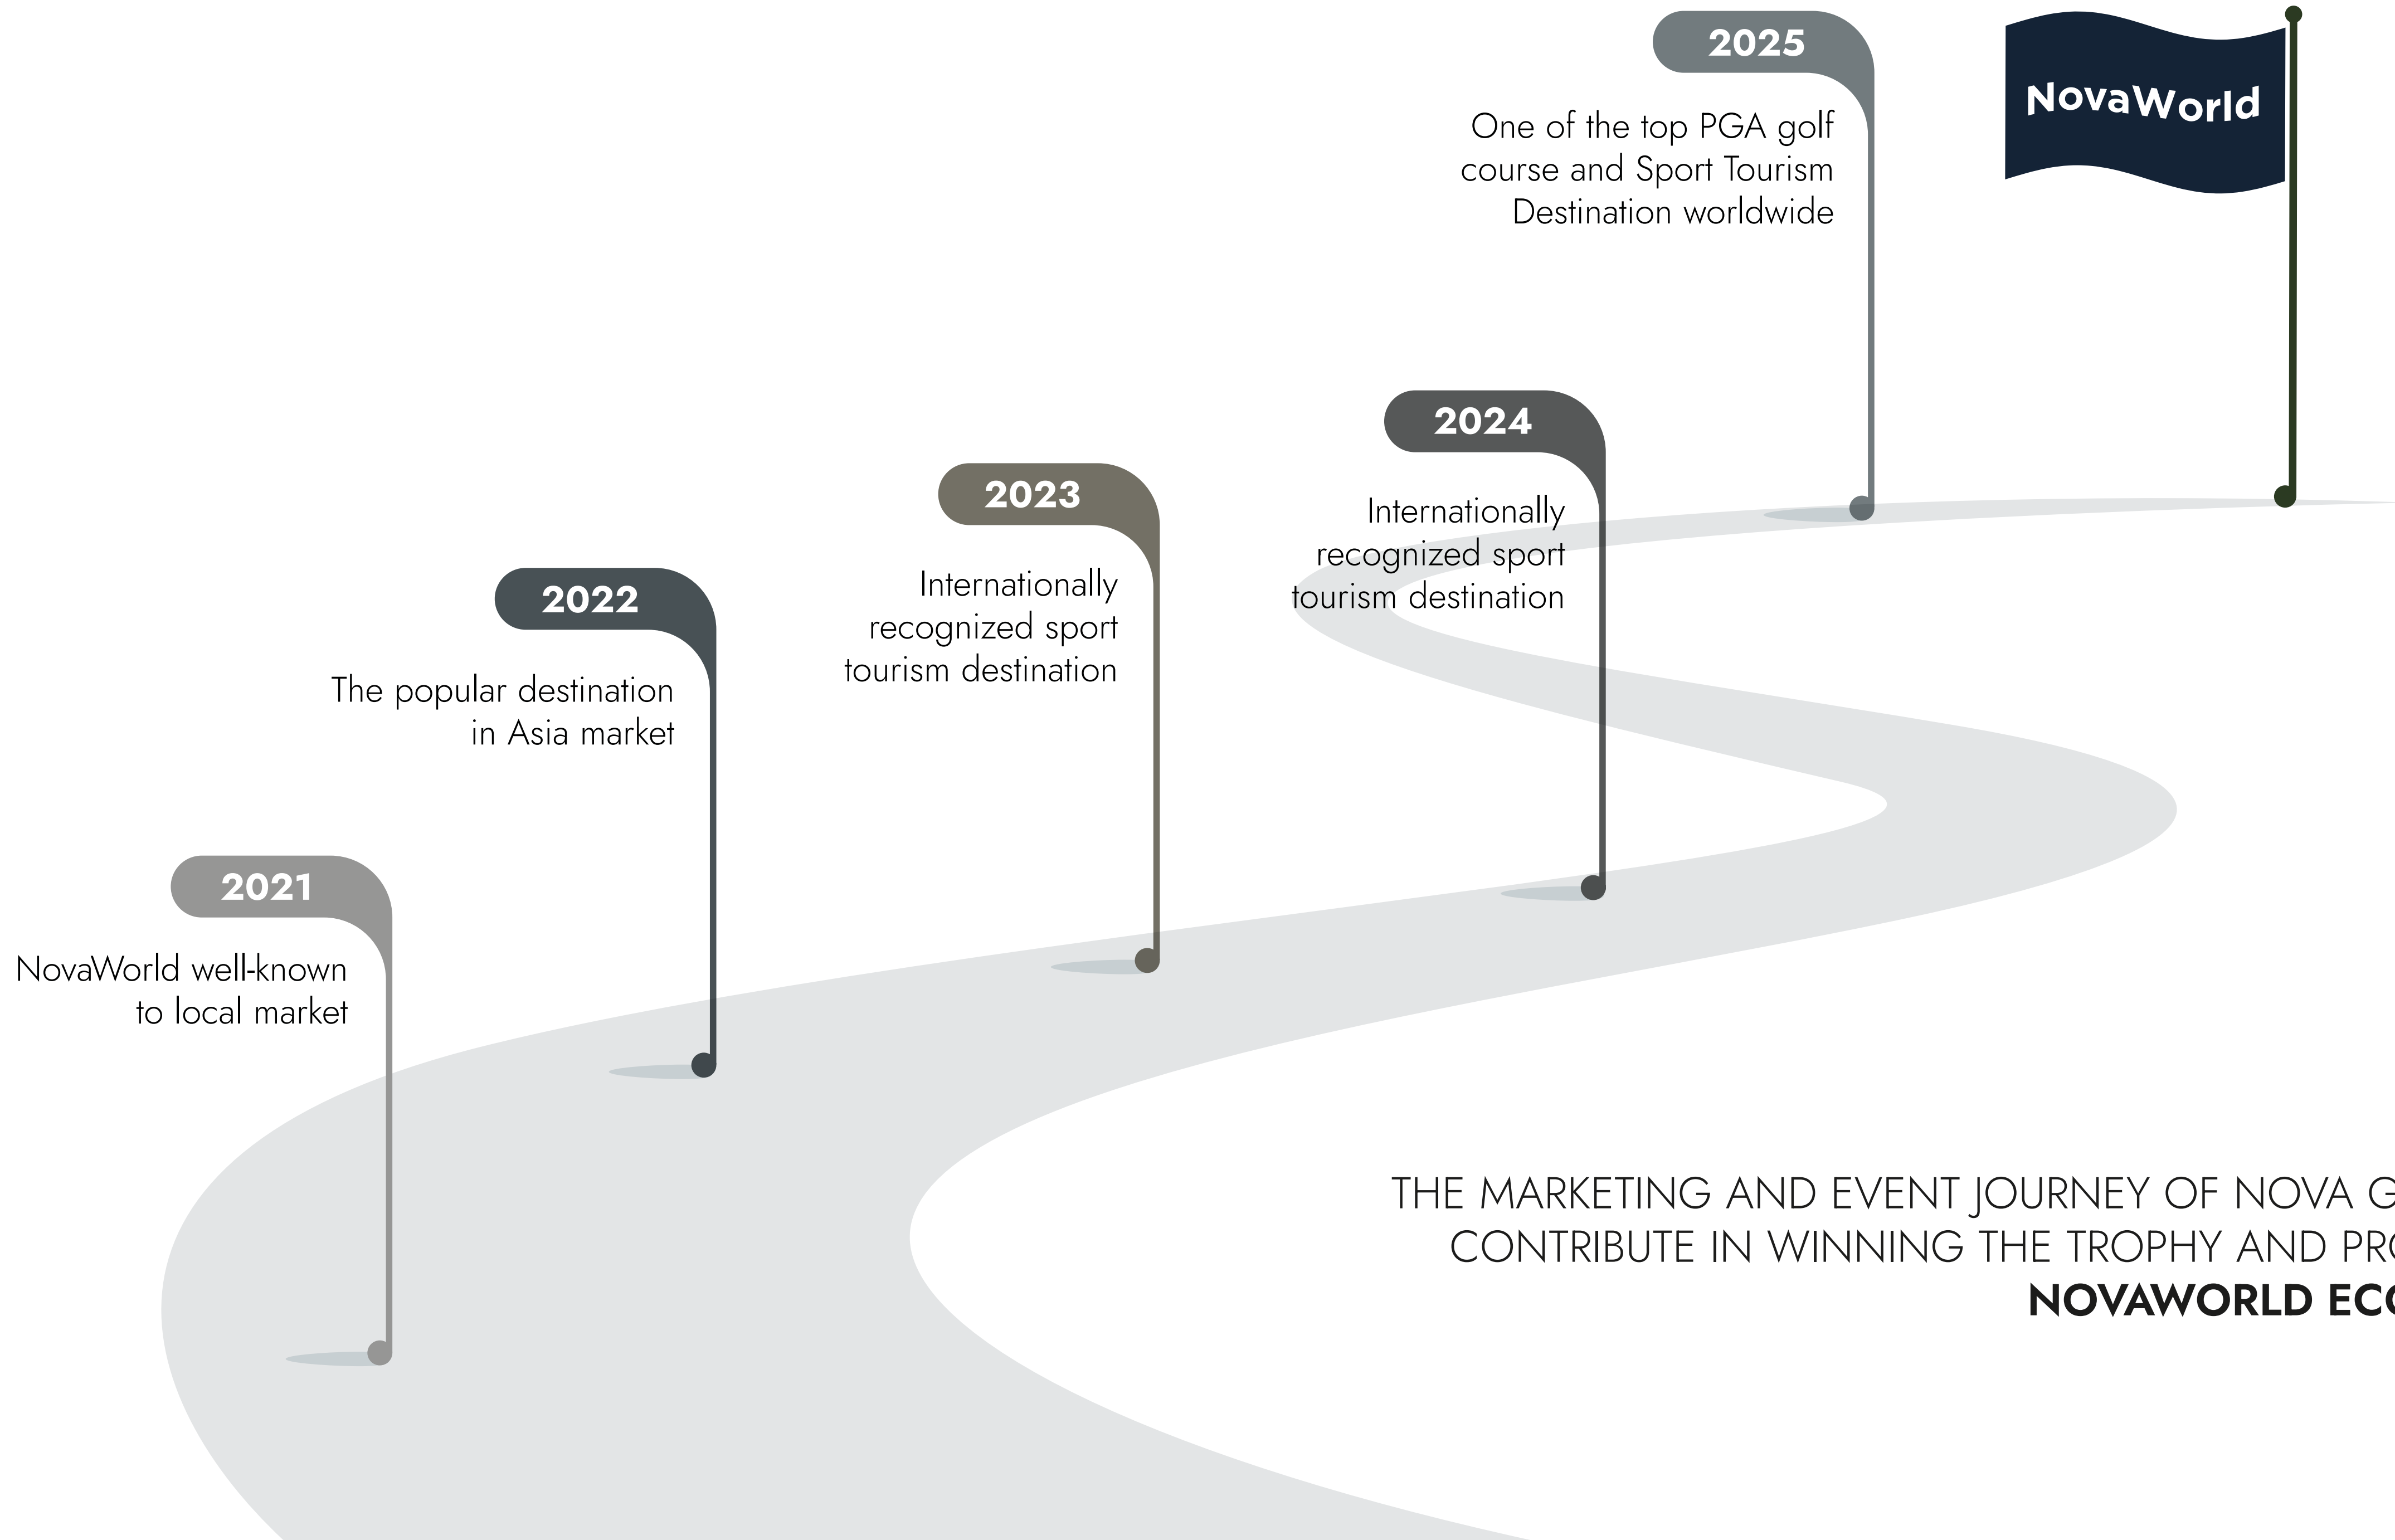 2025
One of the top PGA golf
course and Sport Tourism
Destination worldwide
NovaWorld
2024
Internationally
recognized sport
tourism destination
2023
Internationally
recognized sport
tourism destination
2022
The popular destination
in Asia market
2021
NovaWorld well-known
to local market
THE MARKETING AND EVENT JOURNEY OF NOVA
CONTRIBUTE IN WINNING THE TROPHY AND
NOVAWORLD